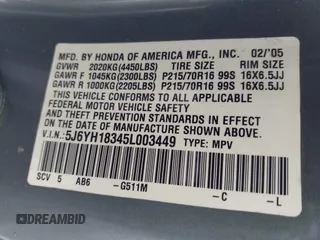 MFD. BY HONDA OF AMERICA MFG., INC. 02/'05
GVWR 2020KG(4450LBS) TIRE SIZE RIM SIZE
GAWR F 1045KG(2300LBS) P215/70R16 99S 16X6.5JJ
GAWR R 1000KG(2205LBS) P215/70R16 99S 16X6.5JJ
THIS VEHICLE CONFORMS TO ALL APPLICABLE
FEDERAL MOTOR VEHICLE SAFETY STANDARDS IN
EFFECT ON THE DATE OF MANUFACTURE SHOWN ABOVE.
V.I.N.: 5J6YH18345L003449 TYPE: MPV
SCV 5 AB6 -G511M -C -L
DREAMBID